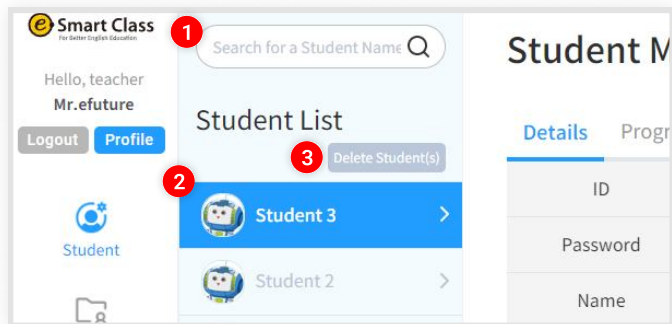 e Smart Class
For Better English Education
Hello, teacher
Mr.efuture
Logout Profile
Student
1
Search for a Student Name
Student List
3 Delete Student(s)
2
Student 3
Student 2
Student M
Details Progr
ID
Password
Name